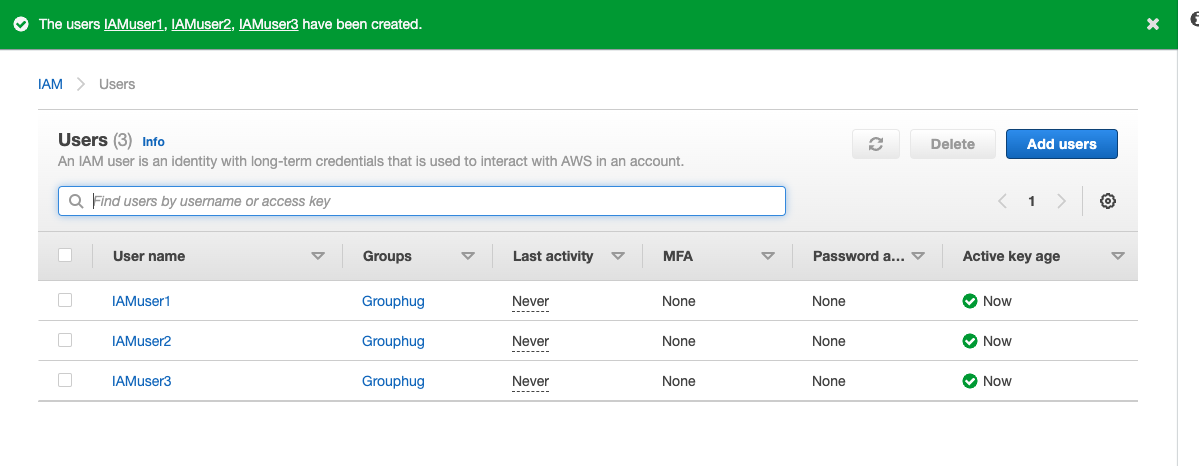 The users IAMuser1, IAMuser2, IAMuser3 have been created.
IAM > Users
Users (3) Info
An IAM user is an identity with long-term credentials that is used to interact with AWS in an account.
Delete
Add users
Find users by username or access key
1
User name Groups Last activity MFA Password a... Active key age
IAMuser1 Grouphug Never None None Now
IAMuser2 Grouphug Never None None Now
IAMuser3 Grouphug Never None None Now